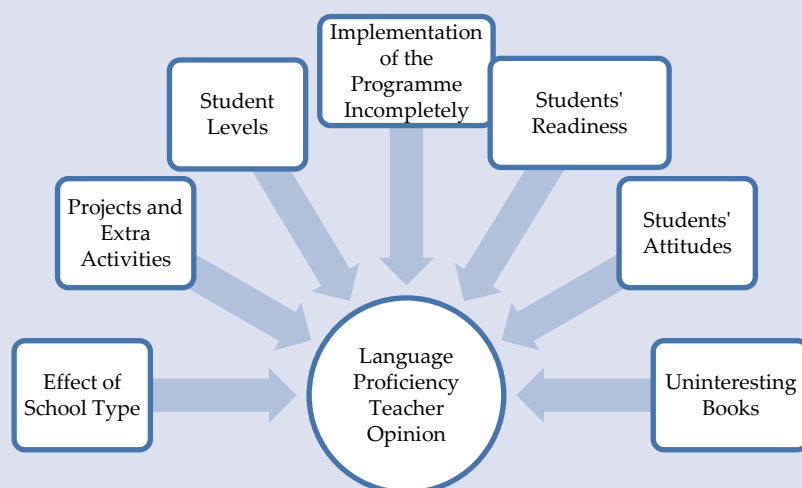 Implementation
of the
Programme
Incompletely
Student
Levels
Students'
Readiness
Projects and
Extra
Activities
Students'
Attitudes
Effect of
School Type
Language
Proficiency
Teacher
Opinion
Uninteresting
Books